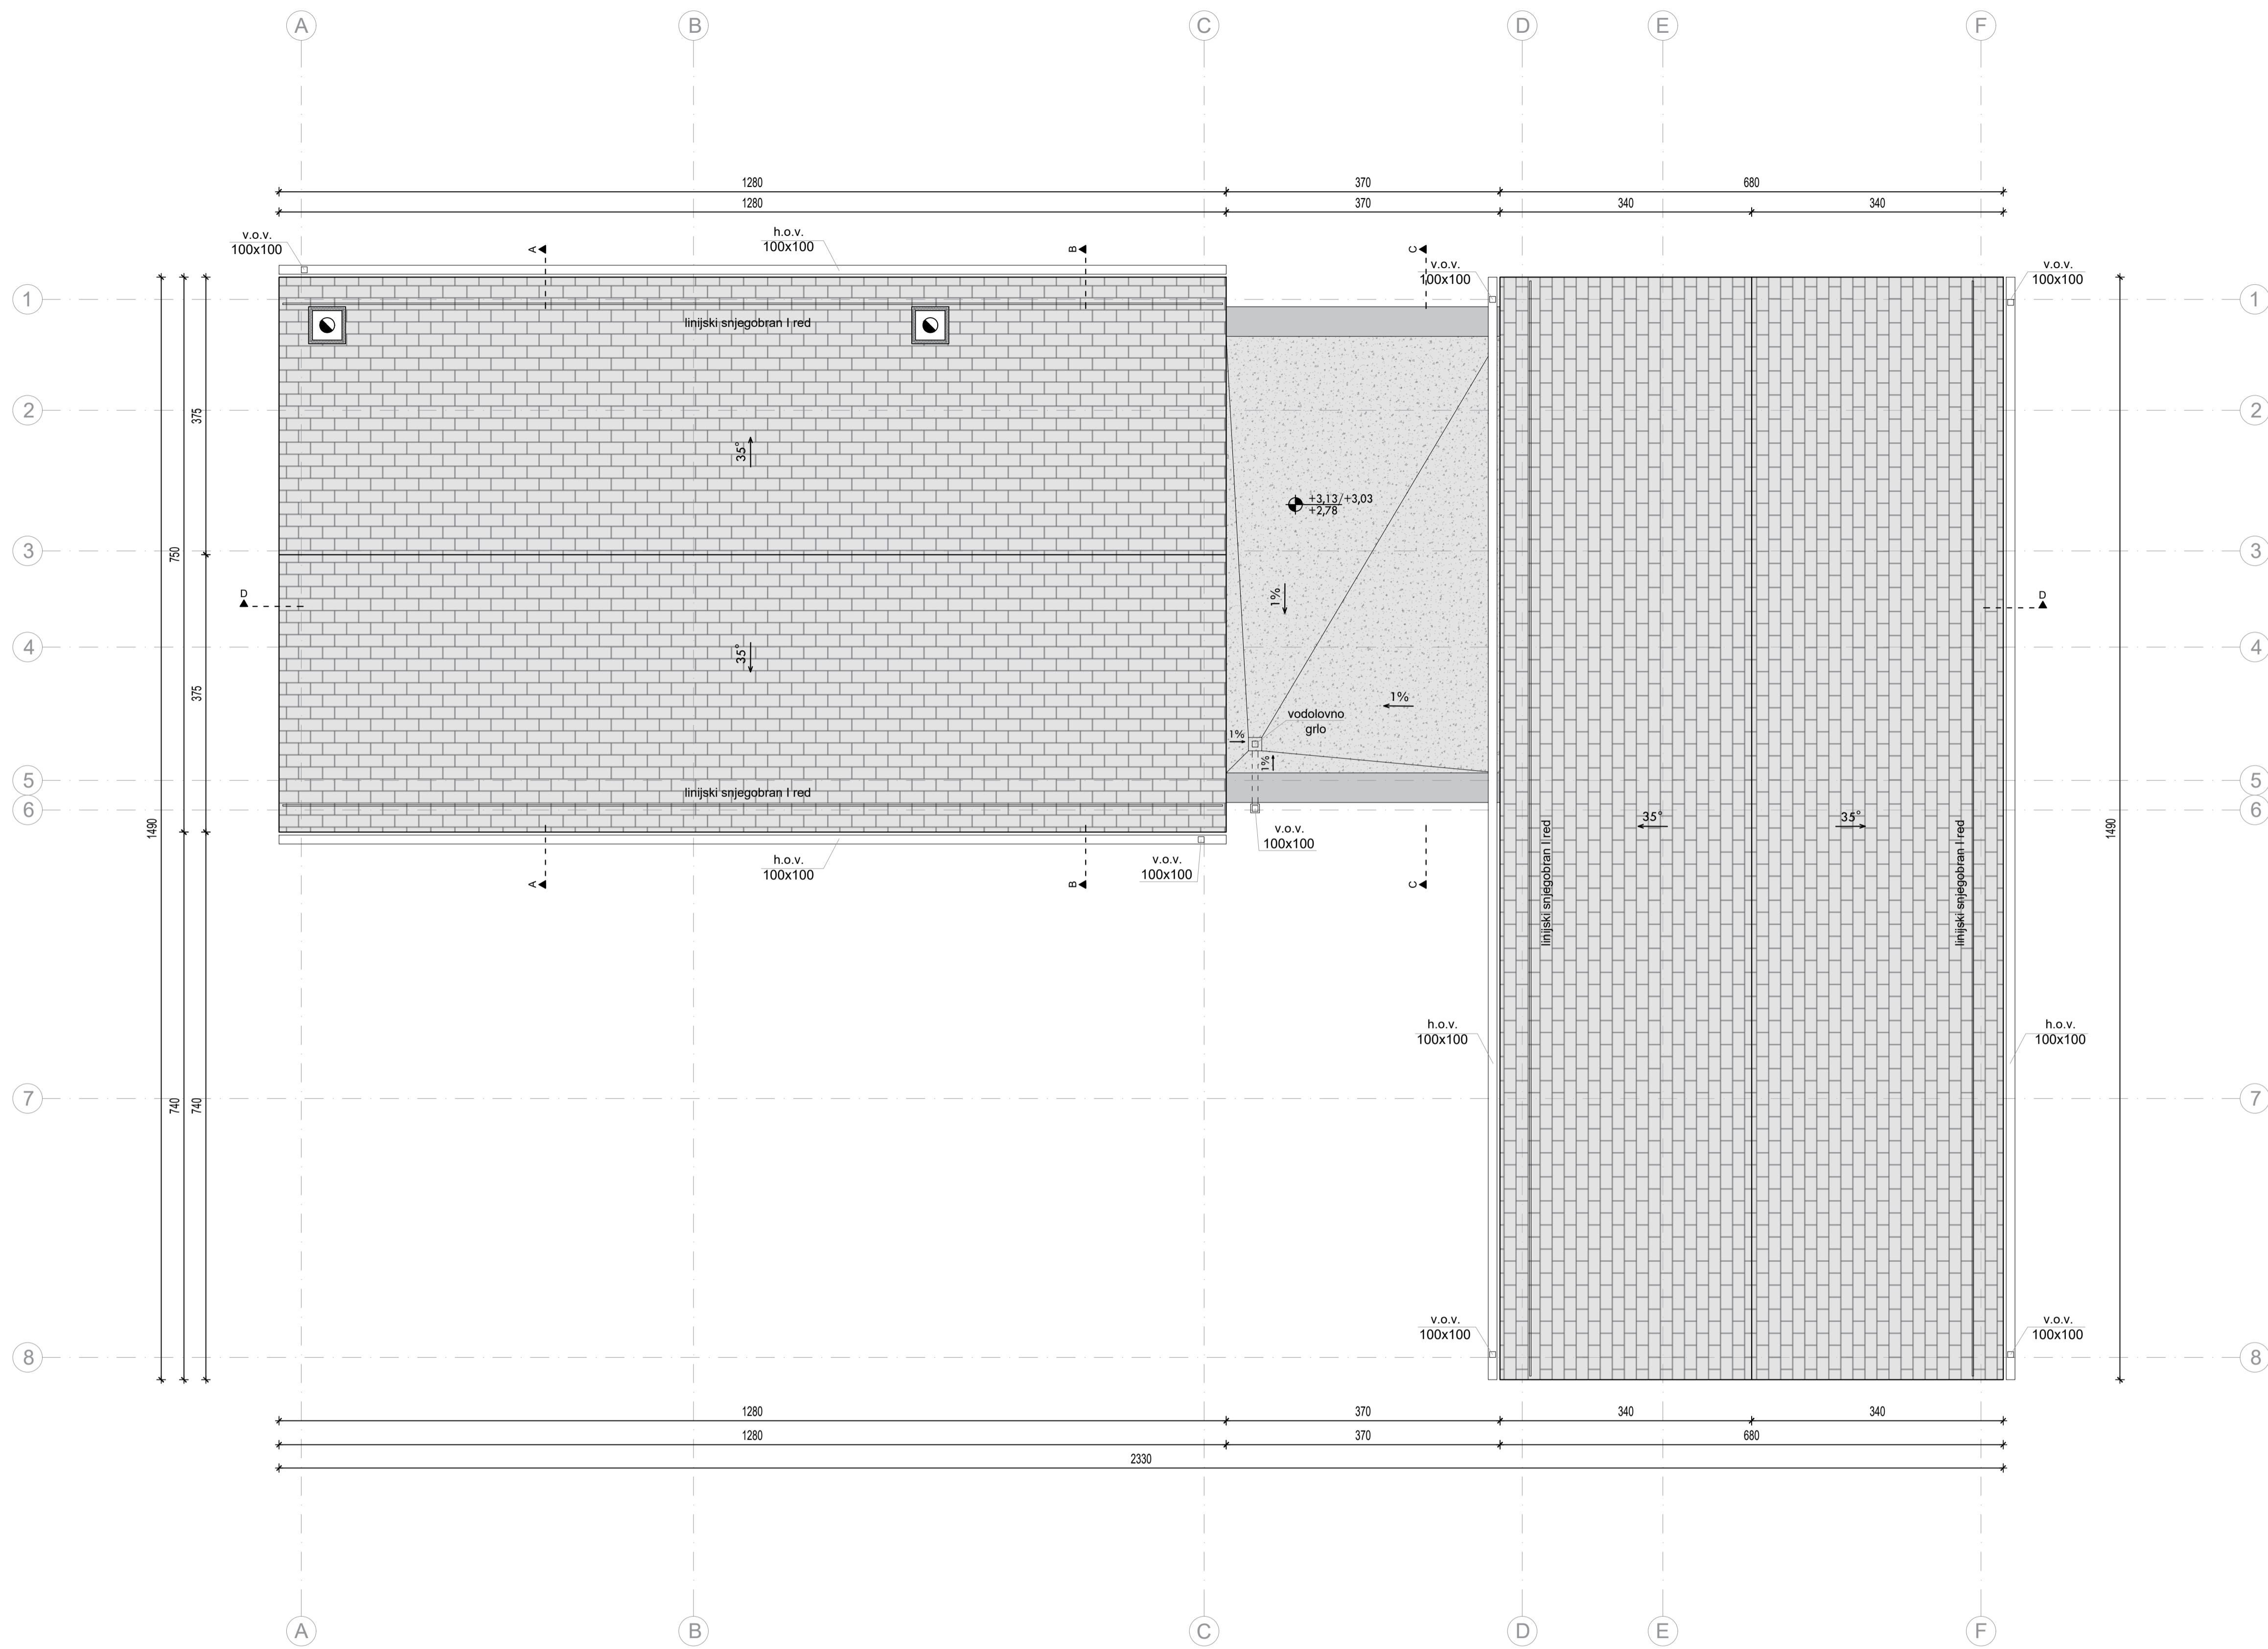 A B C D E F
1280 370 680
1280 370 340 340
v.o.v.
100x100
A
h.o.v.
100x100
B
C
v.o.v.
100x100
v.o.v.
100x100
1 1
linijski snjegobran I red
2 2
375
35°
+3,13/+3,03
+2,78
3 3
750
D D
1%
4 4
35°
375
1%
vodolovno
grlo
1%
1%
5 5
linijski snjegobran I red
6 6
1490
35° 35°
1490
v.o.v.
100x100
linijski snjegobran I red
linijski snjegobran I red
h.o.v.
100x100
v.o.v.
100x100
A B C
h.o.v.
100x100
h.o.v.
100x100
7 7
740 740
v.o.v.
100x100
v.o.v.
100x100
8 8
1280 370 340 340
1280 370 680
2330
A B C D E F